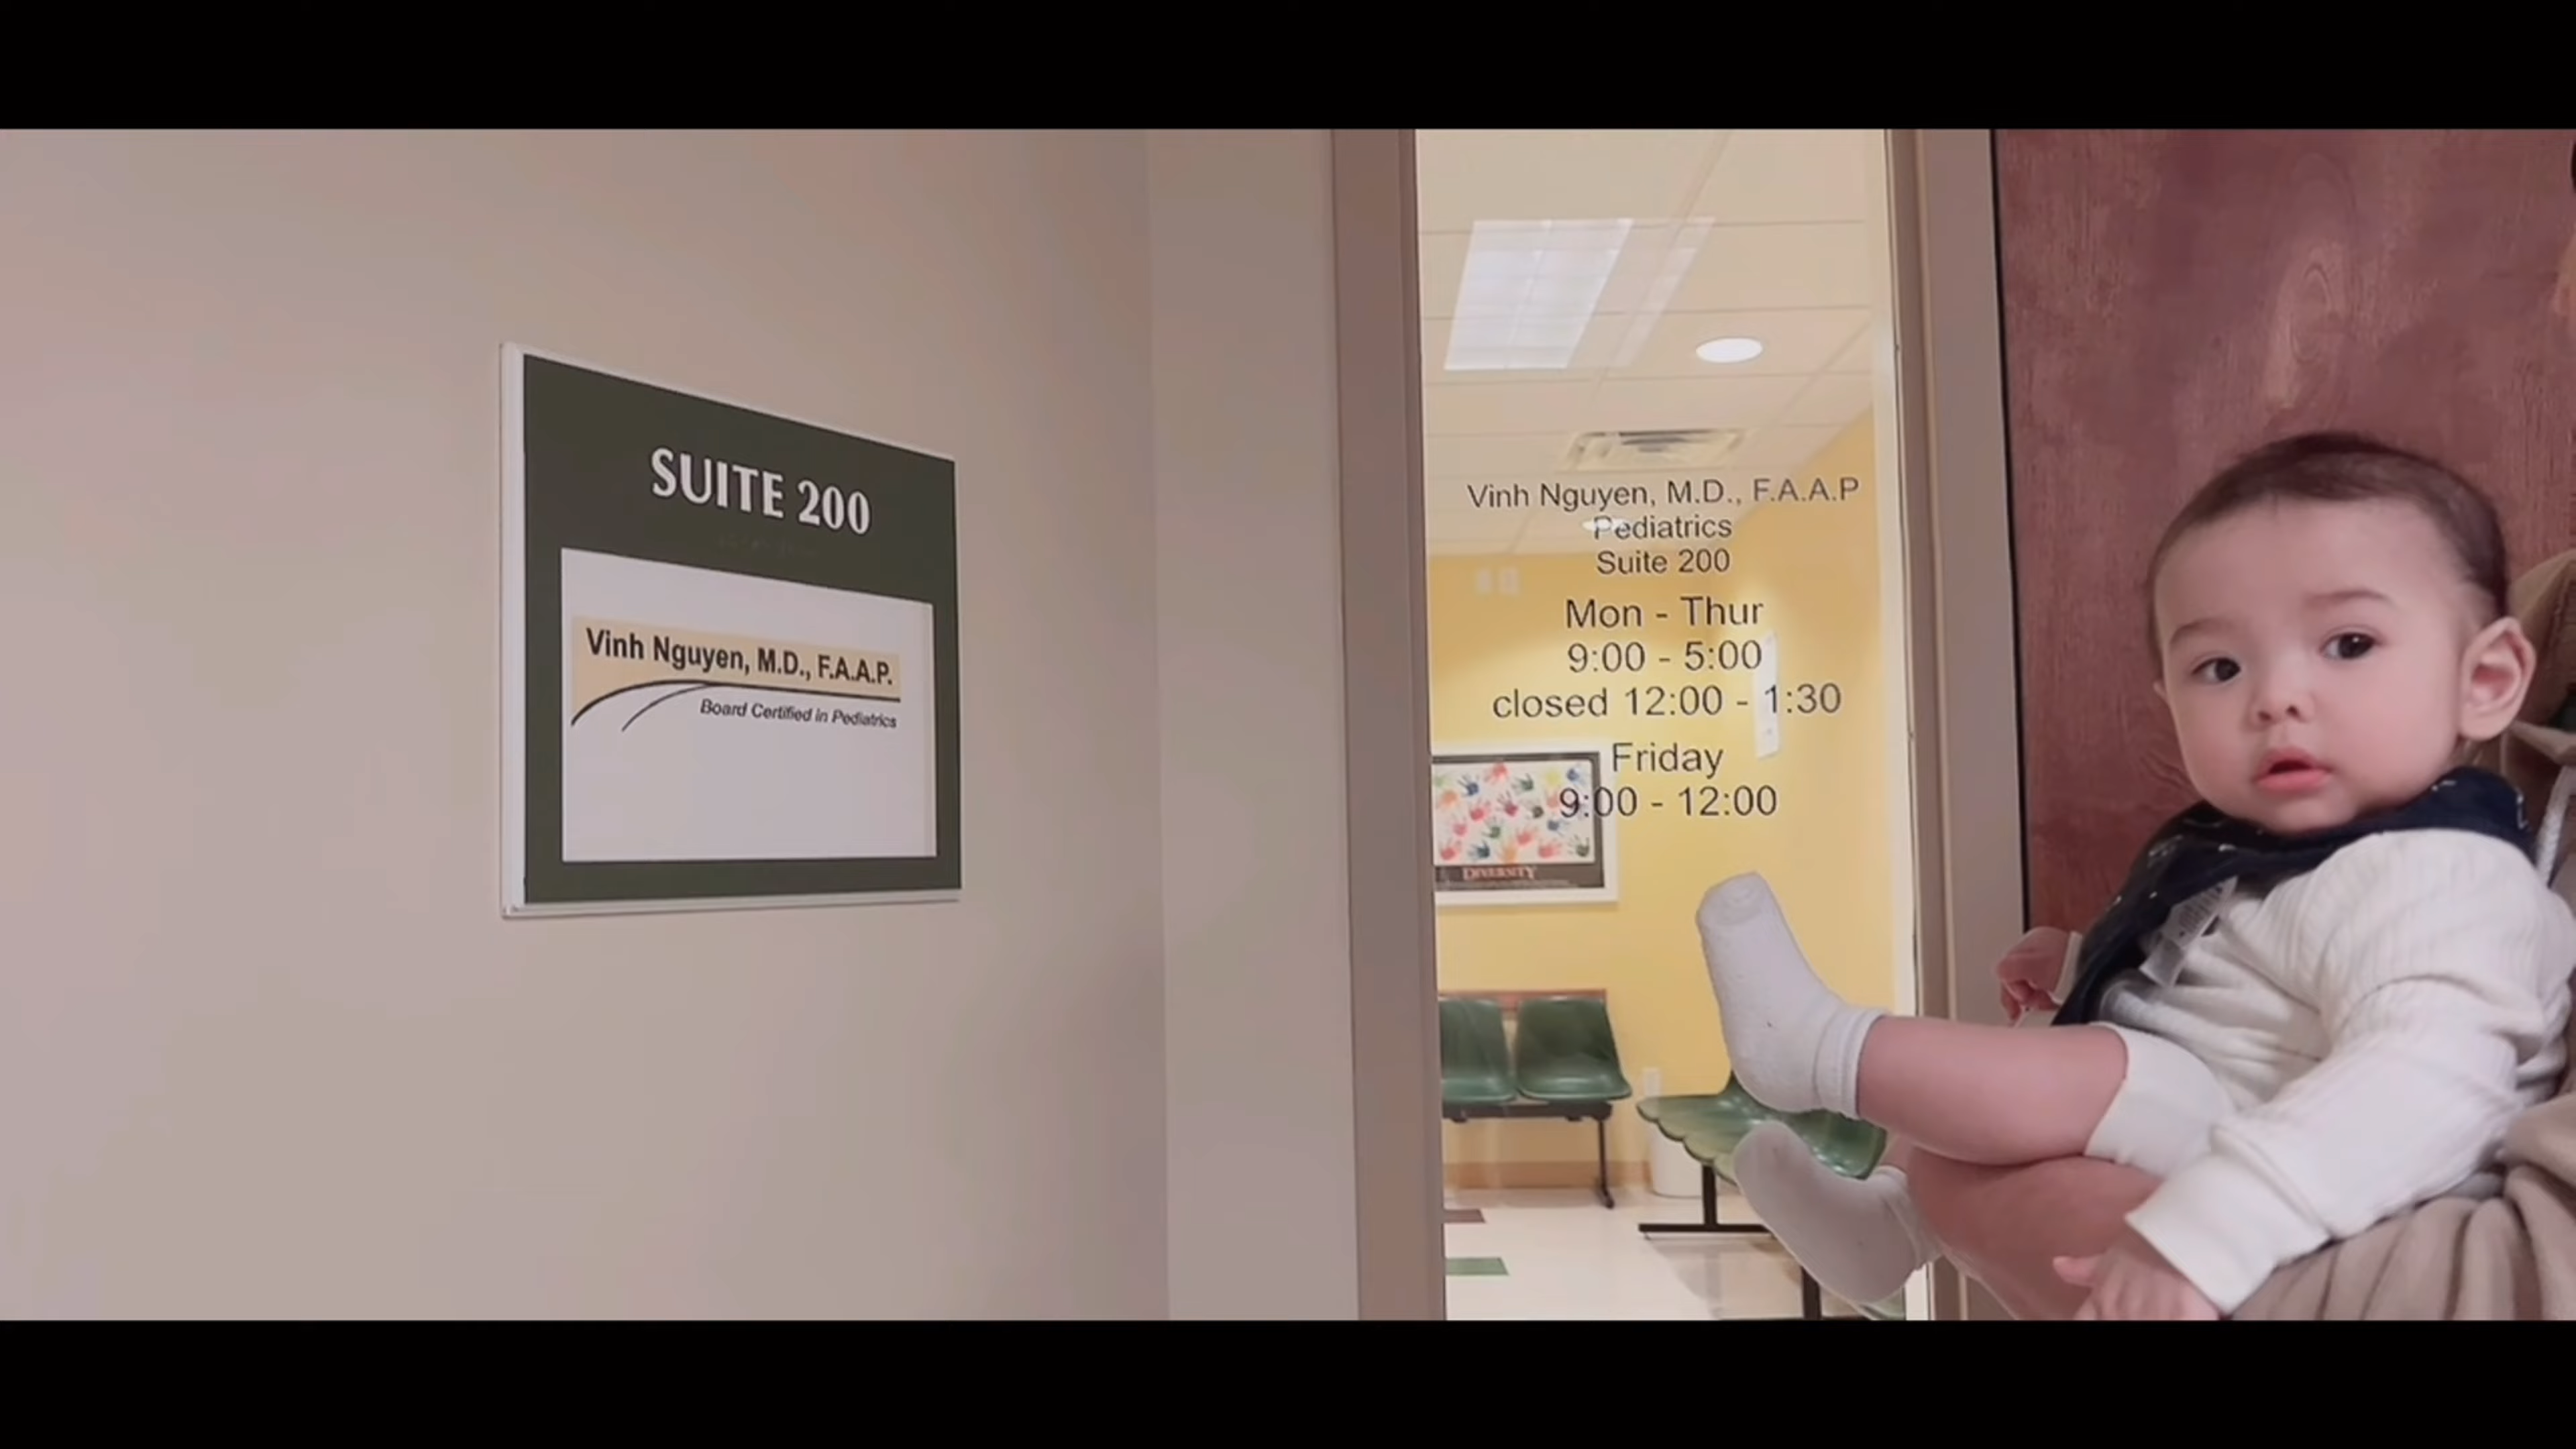 SUITE 200
Vinh Nguyen, M.D., F.A.A.P.
Board Certified in Pediatrics
Vinh Nguyen, M.D., F.A.A.P
Pediatrics
Suite 200
Mon - Thur
9:00 - 5:00
closed 12:00 - 1:30
Friday
9:00 - 12:00
DIVERSITY